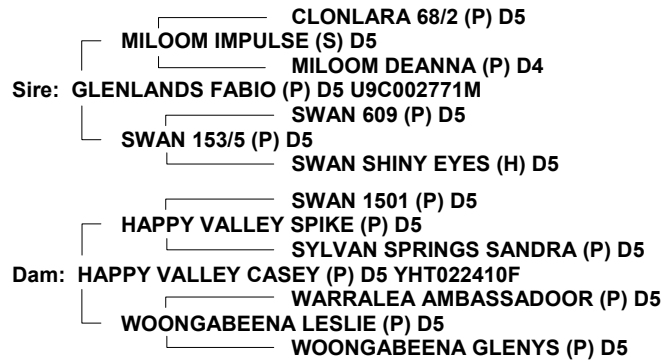 CLONLARA 68/2 (P) D5
MILOOM IMPULSE (S) D5
MILOOM DEANNA (P) D4
Sire: GLENLANDS FABIO (P) D5 U9C002771M
SWAN 609 (P) D5
SWAN 153/5 (P) D5
SWAN SHINY EYES (H) D5
SWAN 1501 (P) D5
HAPPY VALLEY SPIKE (P) D5
SYLVAN SPRINGS SANDRA (P) D5
Dam: HAPPY VALLEY CASEY (P) D5 YHT022410F
WARRALEA AMBASSADOOR (P) D5
WOONGABEENA LESLIE (P) D5
WOONGABEENA GLENYS (P) D5